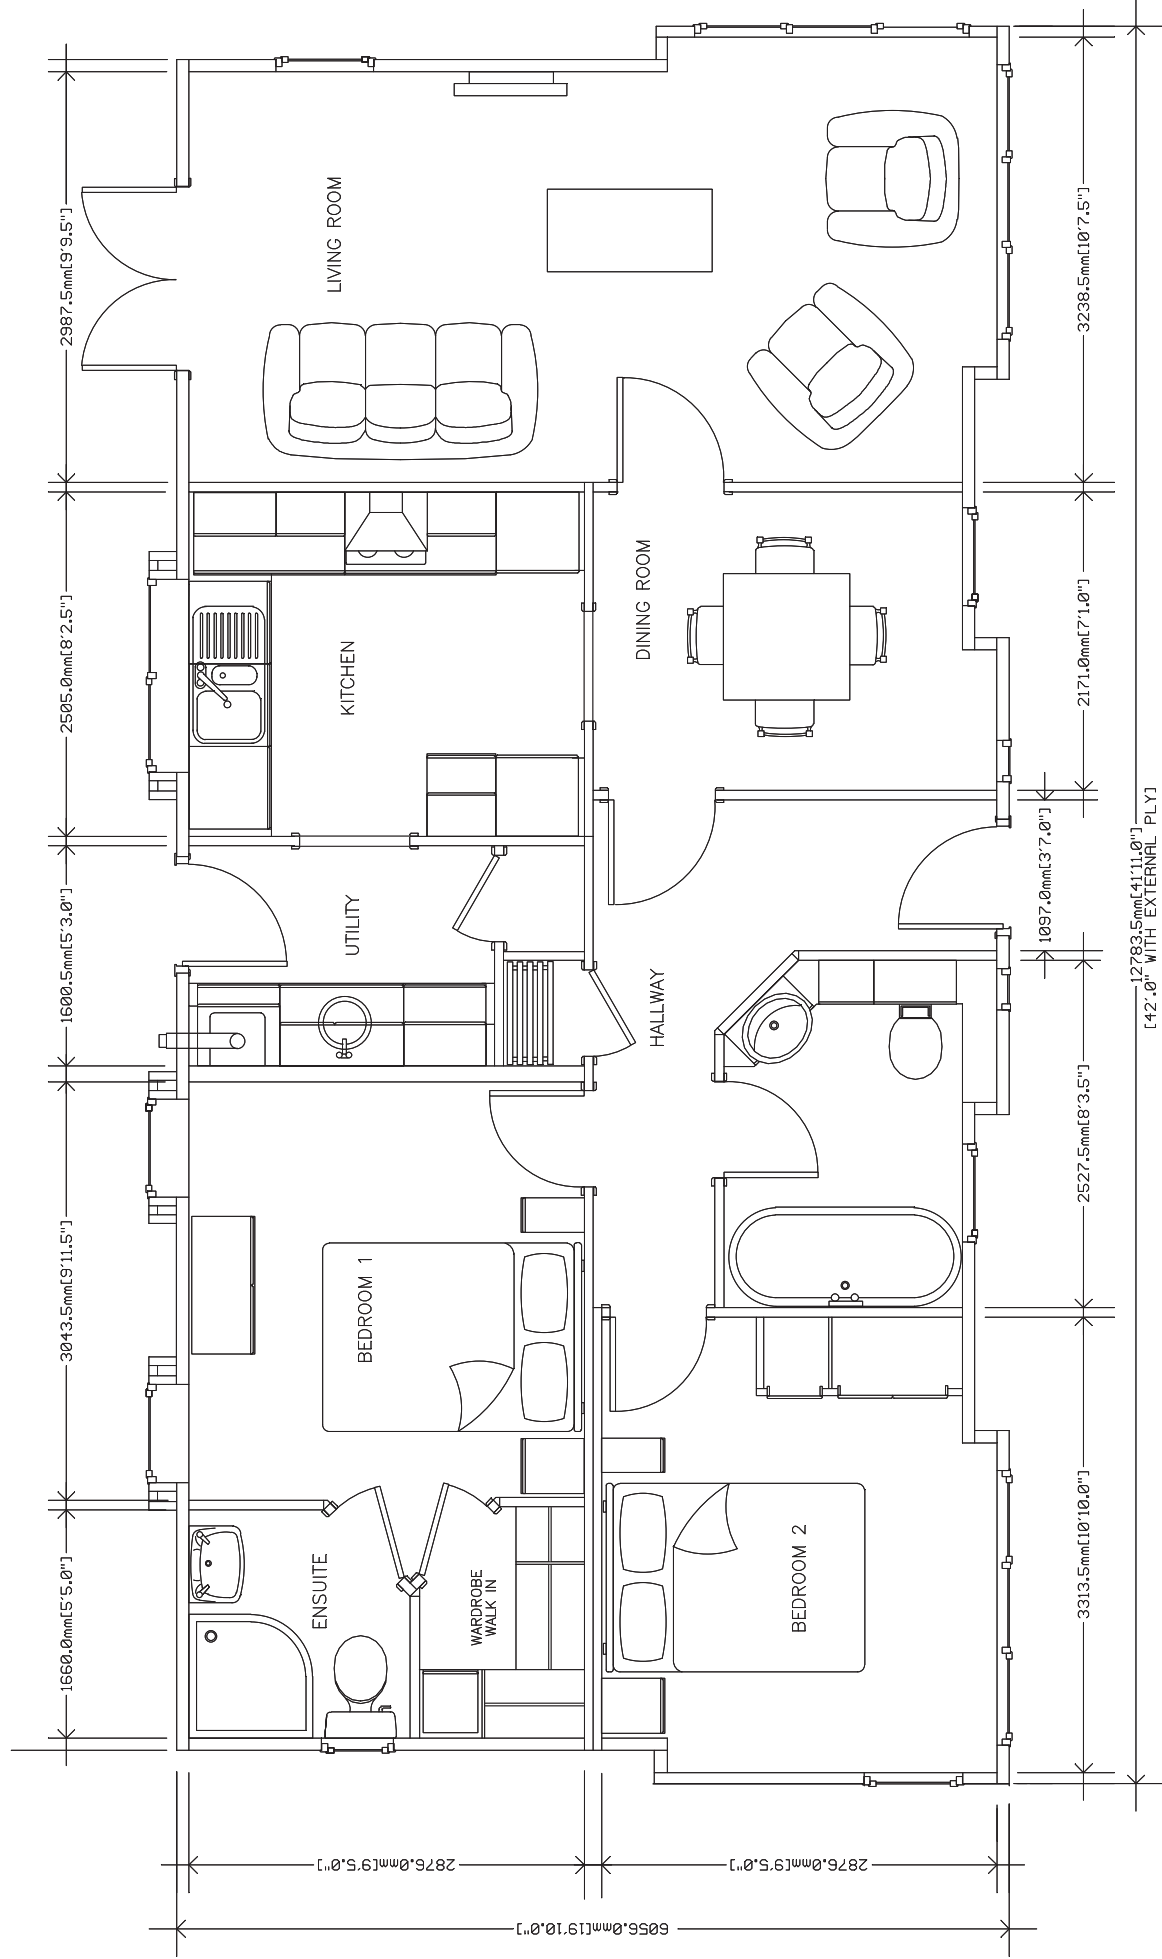 2987.5mm[9'9.5"]
2505.0mm[8'2.5"]
1600.5mm[5'3.0"]
3043.5mm[9'11.5"]
1660.0mm[5'5.0"]
LIVING ROOM
KITCHEN
DINING ROOM
UTILITY
HALLWAY
BEDROOM 1
ENSUITE
WARDROBE
WALK IN
BEDROOM 2
3238.5mm[10'7.5"]
2171.0mm[7'1.0"]
1097.0mm[3'7.0"]
2527.5mm[8'3.5"]
3313.5mm[10'10.0"]
12783.5mm[41'11.0"]
[42'.0" WITH EXTERNAL PLY]
2876.0mm[9'5.0"]
2876.0mm[9'5.0"]
6056.0mm[19'10.0"]